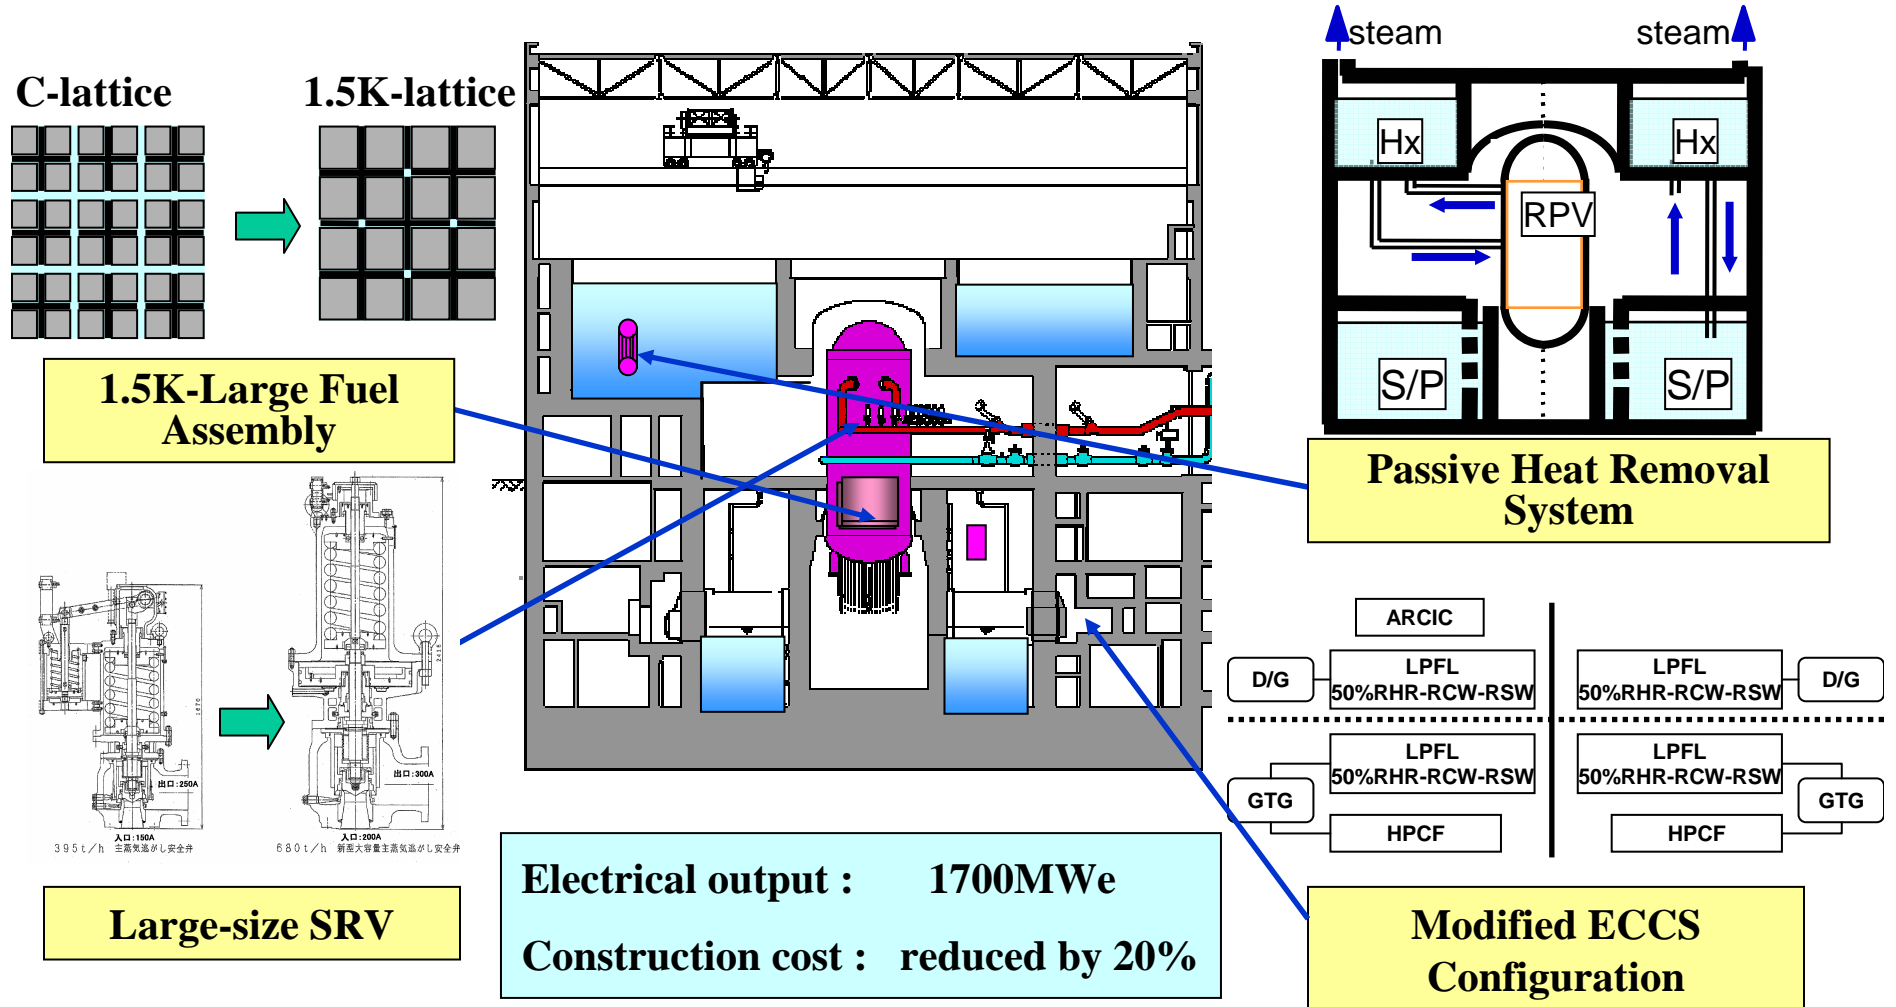 C-lattice
1.5K-lattice
1.5K-Large Fuel
Assembly
出口:250A
入口:150A
395t/h 主蒸気逃がし安全弁
1870
出口:300A
入口:200A
680t/h 新型大容量主蒸気逃がし安全弁
2416
Large-size SRV
Electrical output : 1700MWe
Construction cost : reduced by 20%
steam
steam
Hx
Hx
RPV
S/P
S/P
Passive Heat Removal
System
ARCIC
D/G
LPFL
50%RHR-RCW-RSW
LPFL
50%RHR-RCW-RSW
D/G
GTG
LPFL
50%RHR-RCW-RSW
LPFL
50%RHR-RCW-RSW
GTG
HPCF
HPCF
Modified ECCS
Configuration